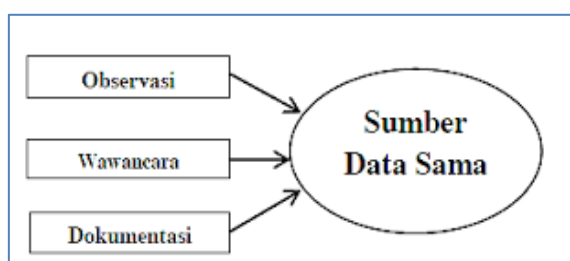 Observasi
Wawancara
Dokumentasi
Sumber
Data Sama